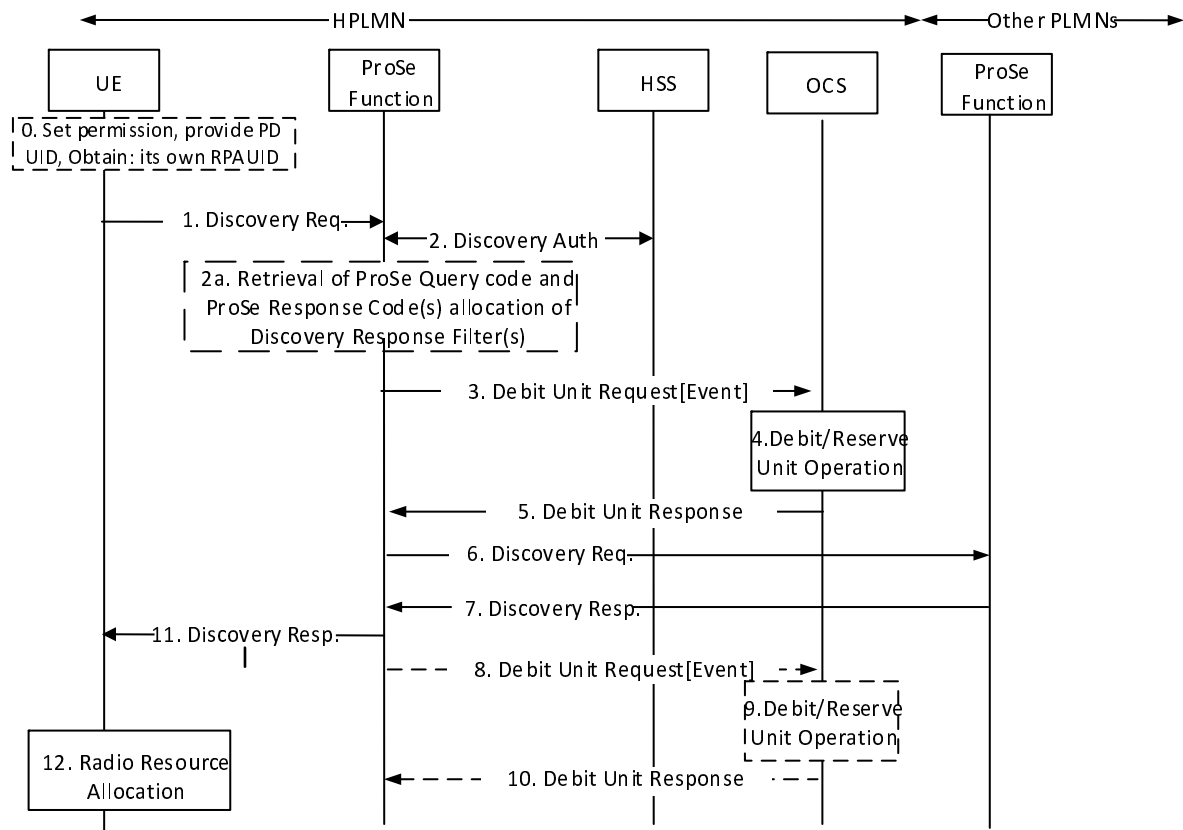 HPLMN
Other PLMNs
UE
ProSe
Function
HSS
OCS
ProSe
Function
0. Set permission, provide PD
UID, Obtain: its own RPAUID
1. Discovery Req.
2. Discovery Auth
2a. Retrieval of ProSe Query code and
ProSe Response Code(s) allocation of
Discovery Response Filter(s)
3. Debit Unit Request[Event]
4.Debit/Reserve
Unit Operation
5. Debit Unit Response
6. Discovery Req.
7. Discovery Resp.
11. Discovery Resp.
8. Debit Unit Request[Event]
9.Debit/Reserve
Unit Operation
12. Radio Resource
Allocation
10. Debit Unit Response